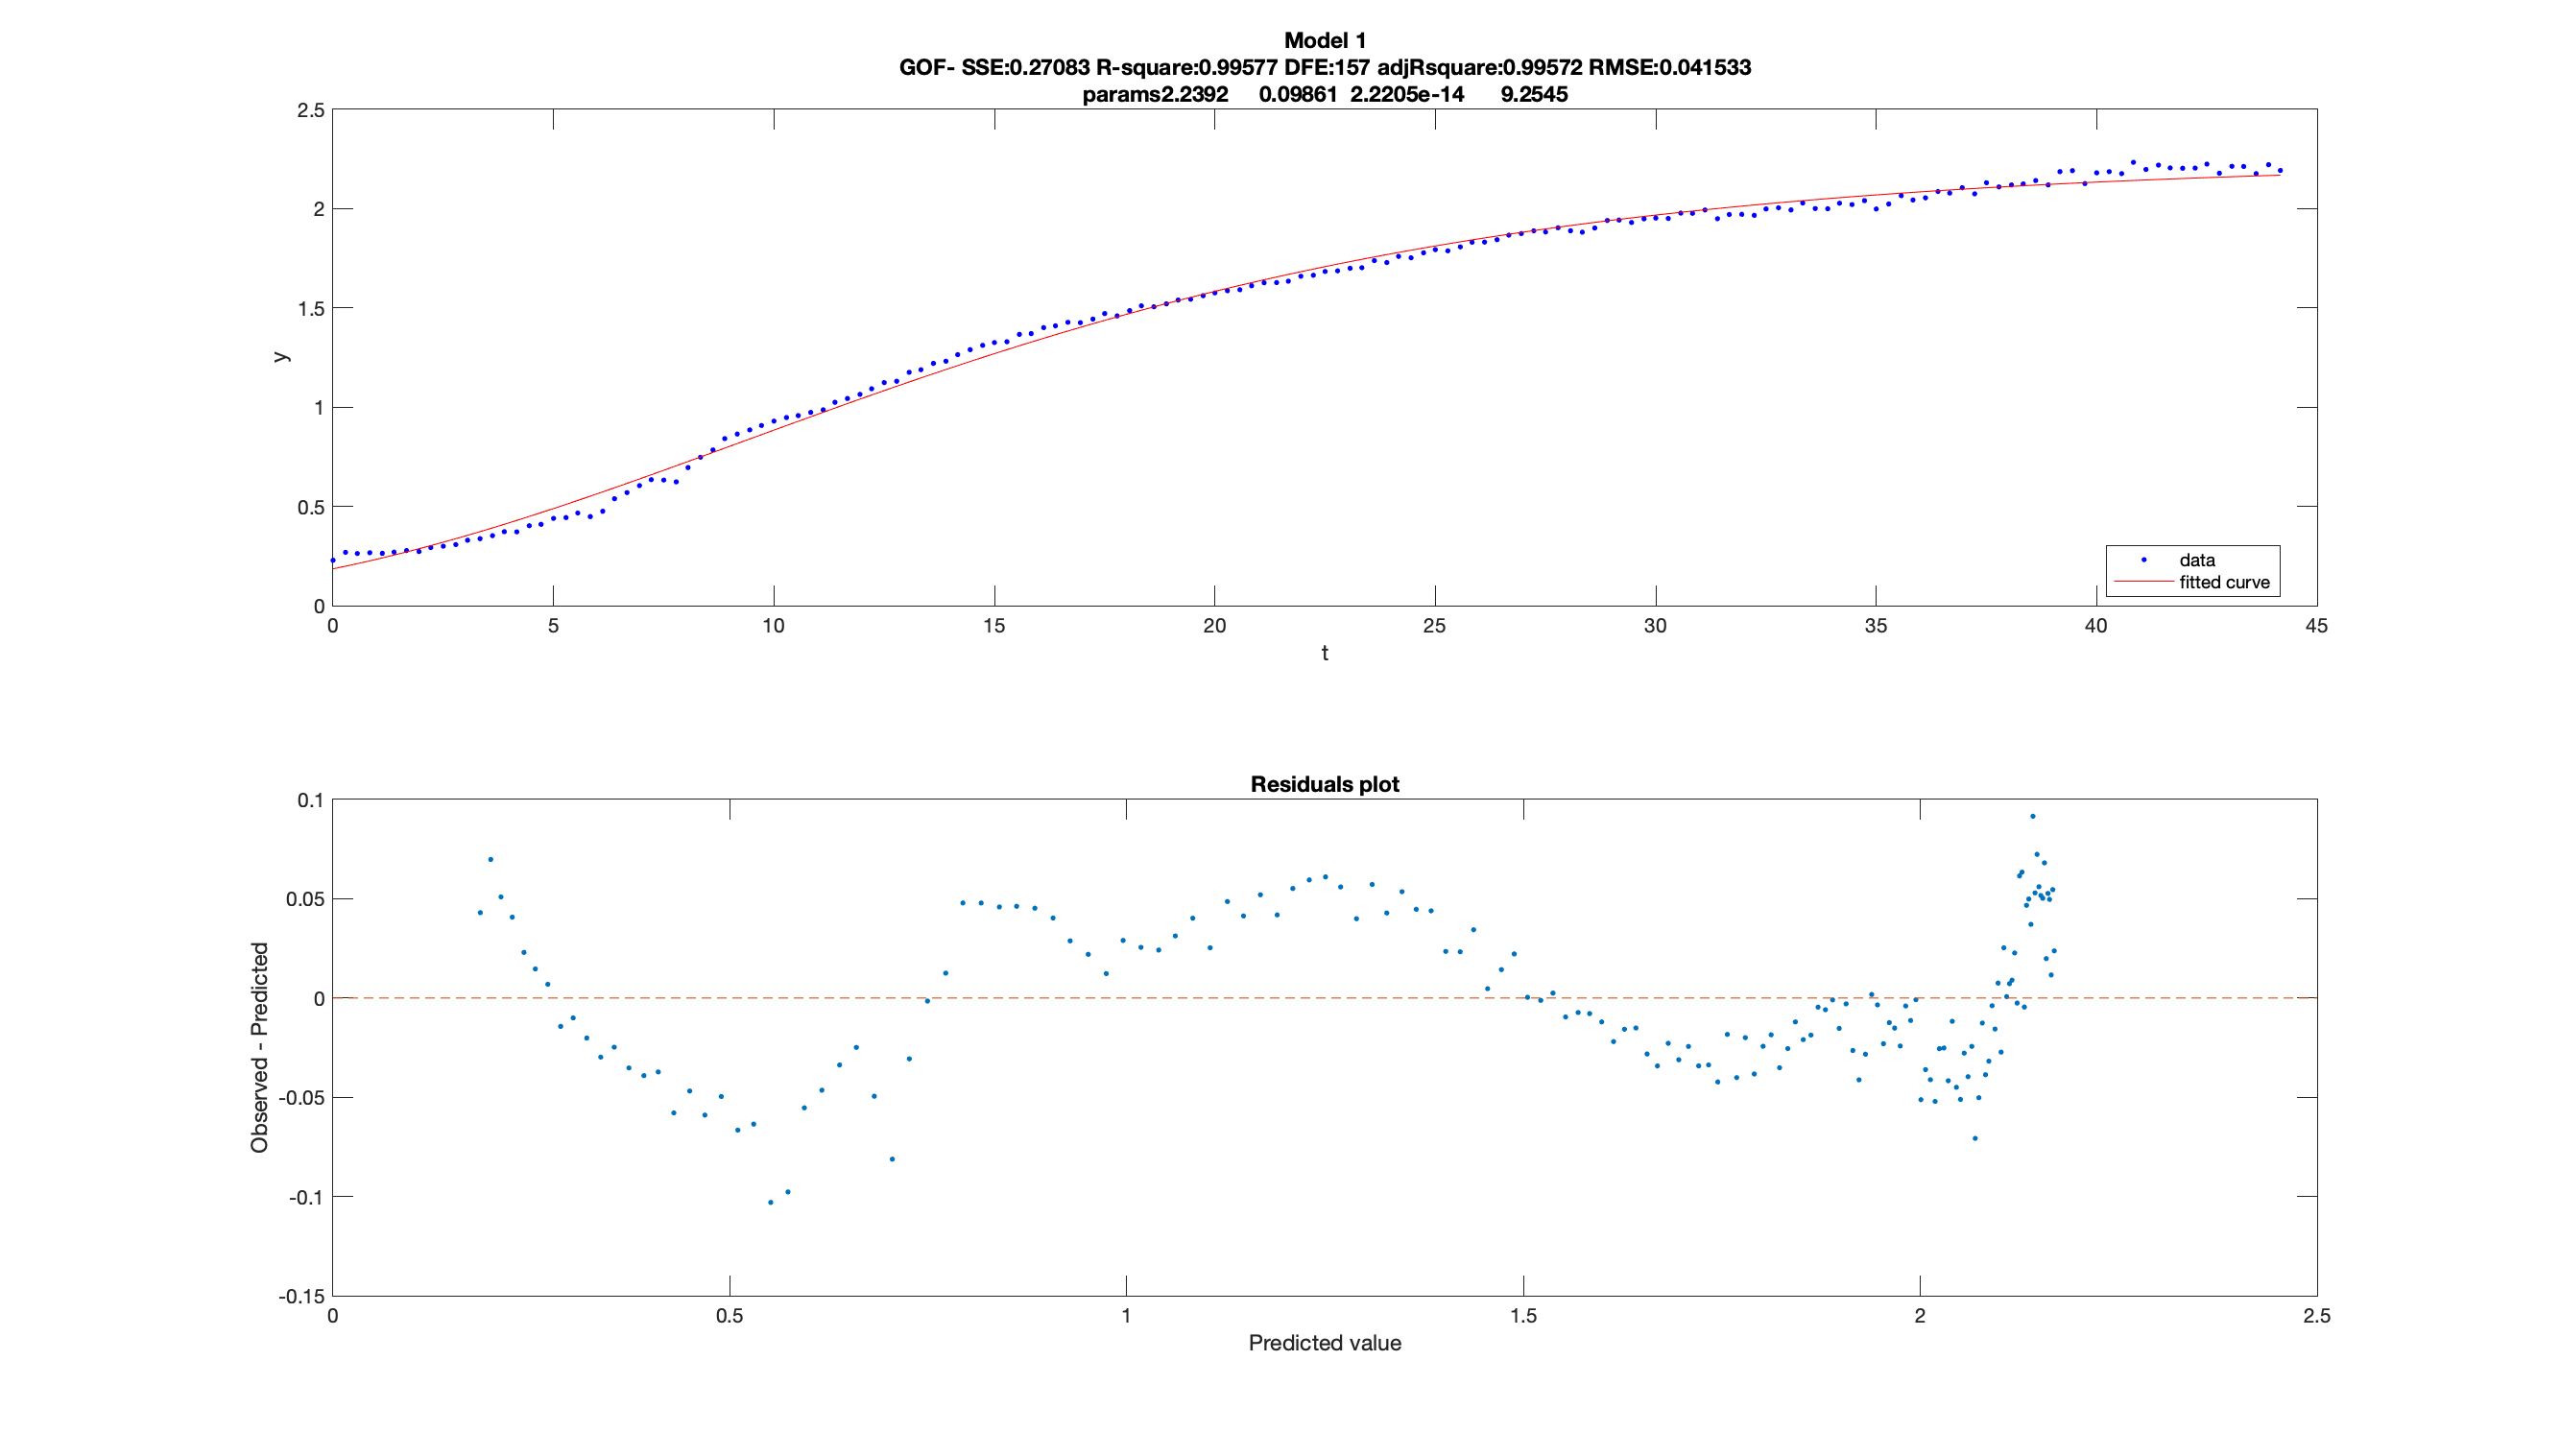 Model 1
GOF- SSE:0.27083 R-square:0.99577 DFE:157 adjRsquare:0.99572 RMSE:0.041533
params2.2392 0.09861 2.2205e-14 9.2545
2.5
2
1.5
1
0.5
0
y
0 5 10 15 20 25 30 35 40 45
t
data
fitted curve
Residuals plot
0.1
0.05
0
-0.05
-0.1
-0.15
Observed - Predicted
0 0.5 1 1.5 2 2.5
Predicted value